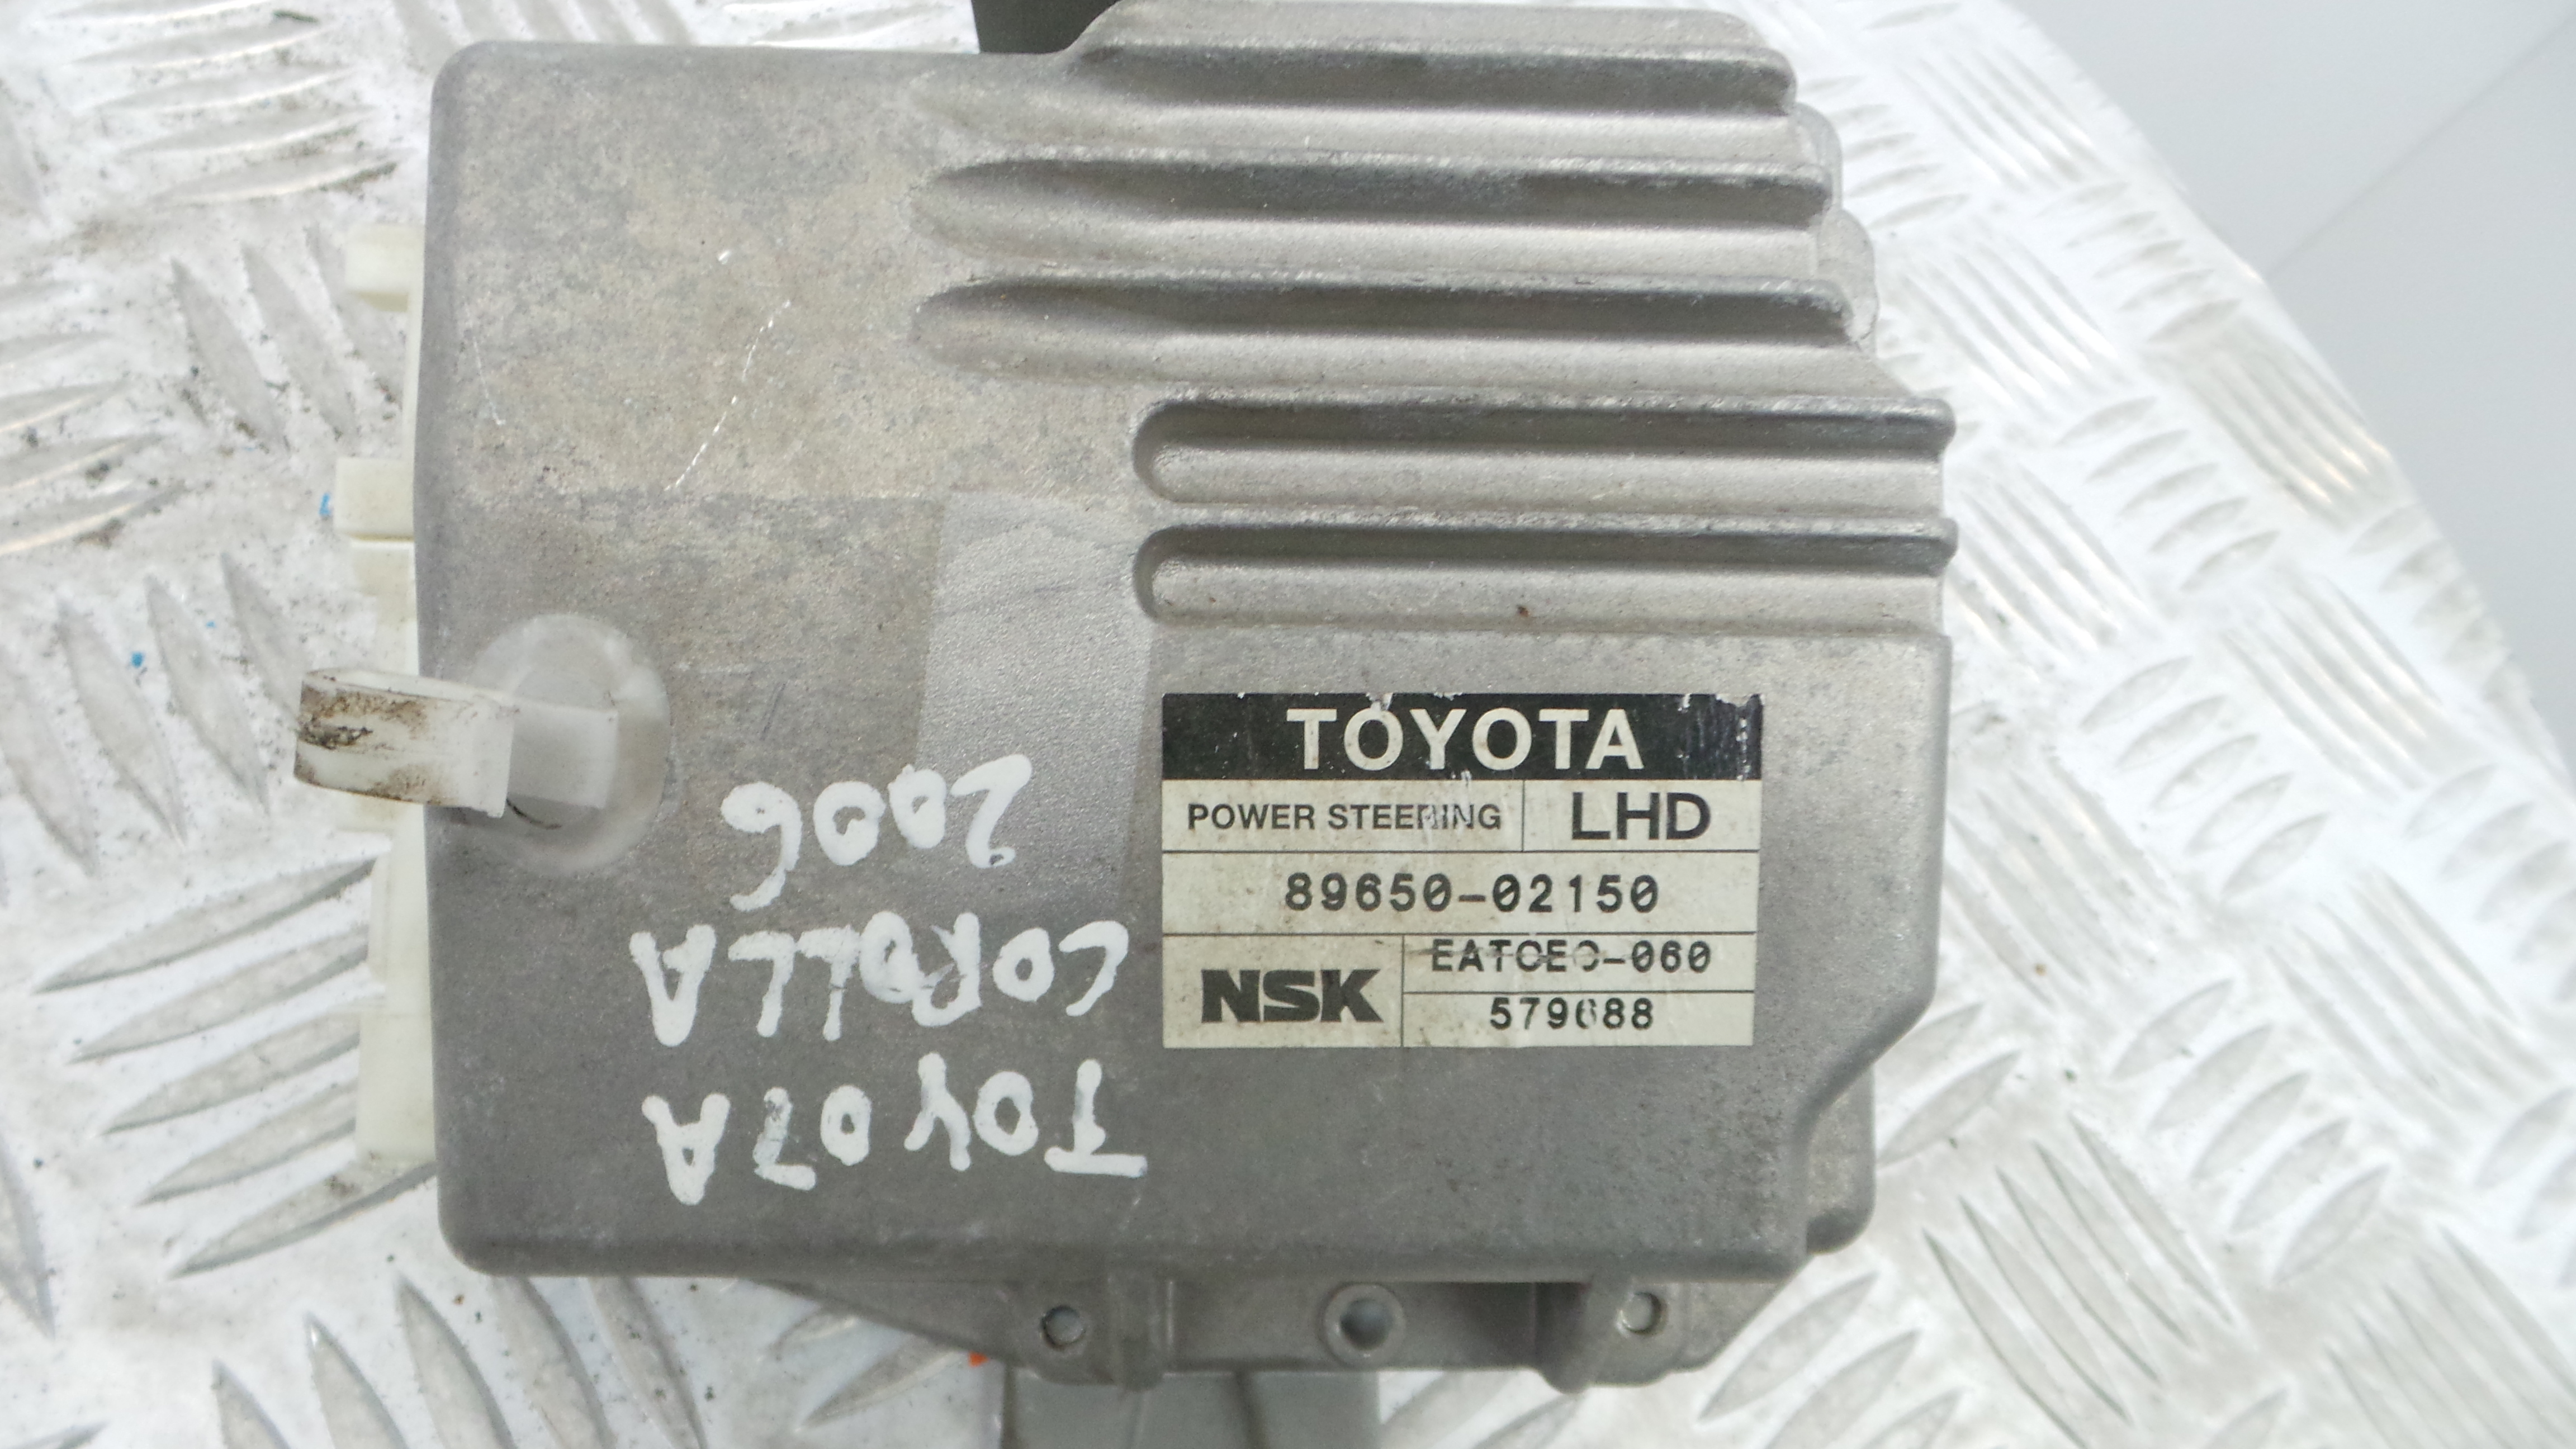 TOYOTA
POWER STEERING LHD
89650-02150
NSK EATCEC-060
579688
TOYOTA
COROLLA
2006